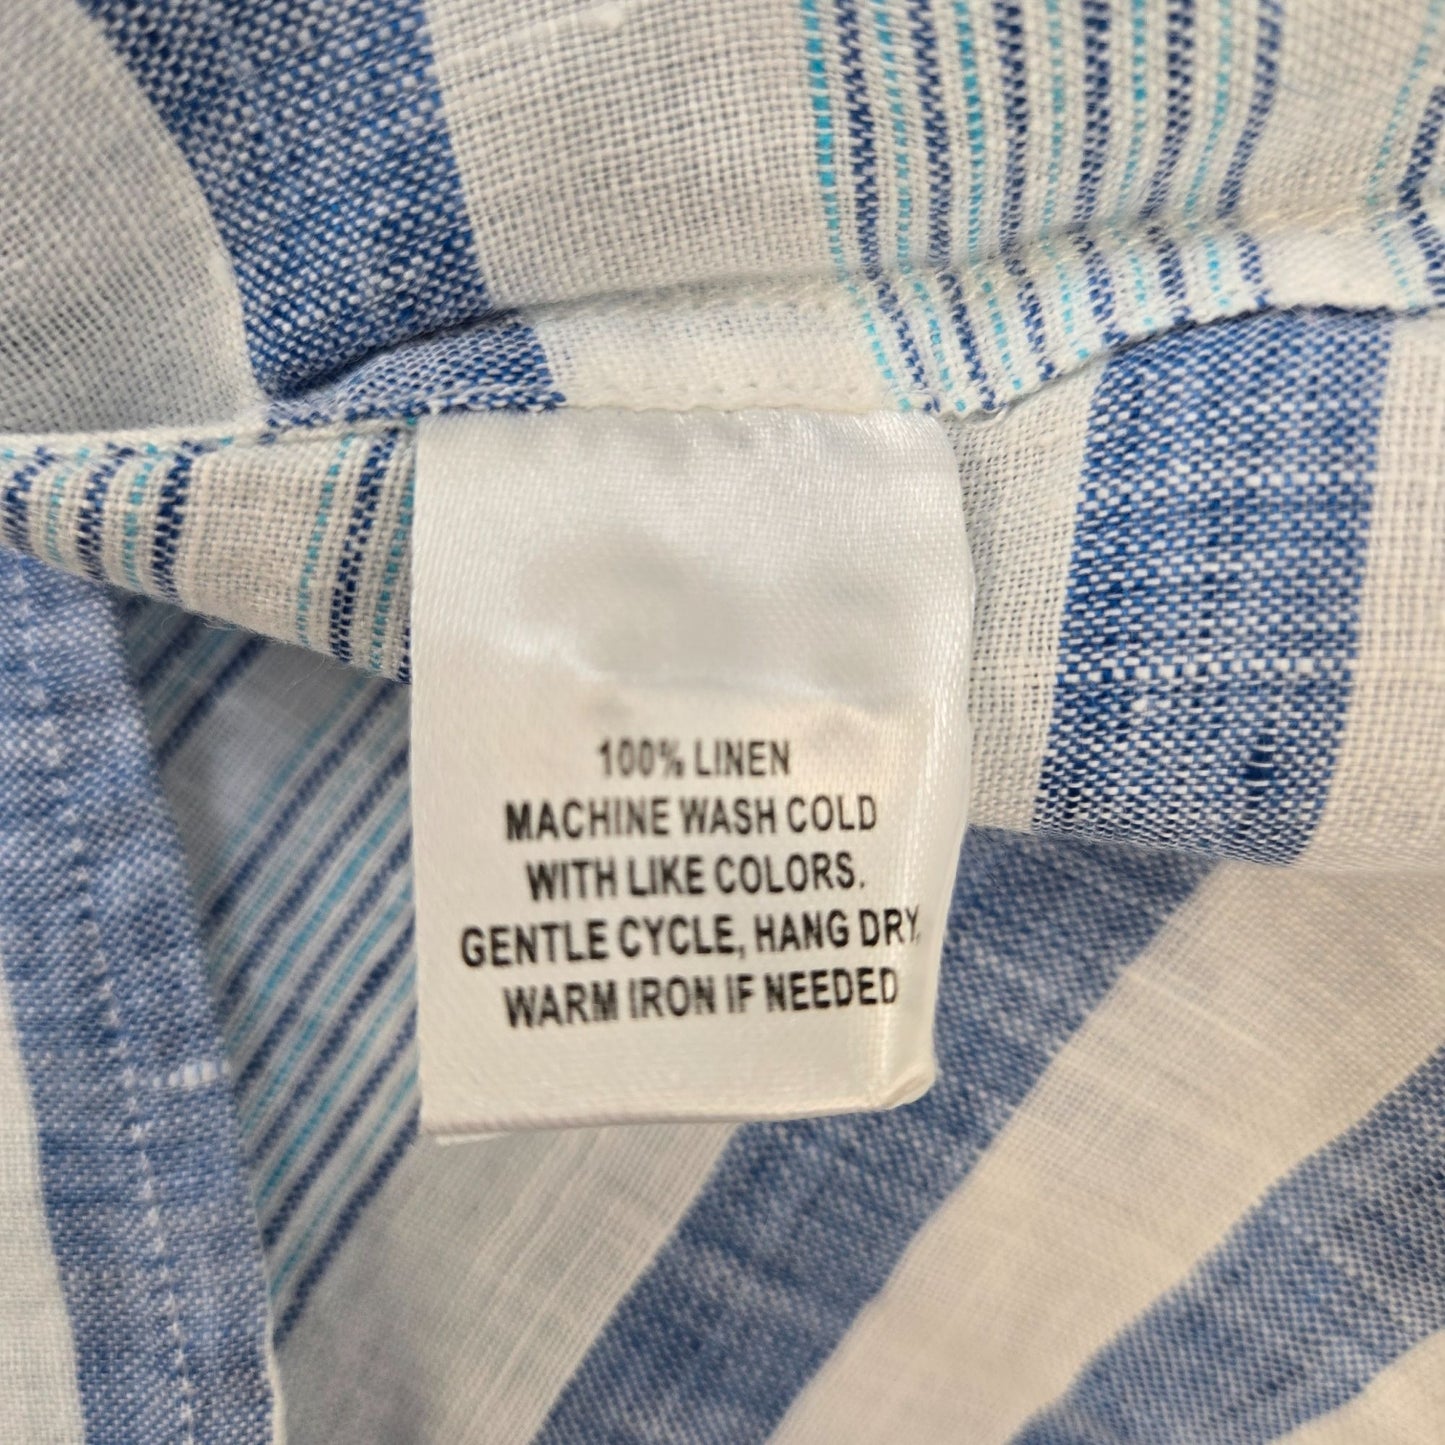 100% LINEN
MACHINE WASH COLD
WITH LIKE COLORS.
GENTLE CYCLE, HANG DRY,
WARM IRON IF NEEDED